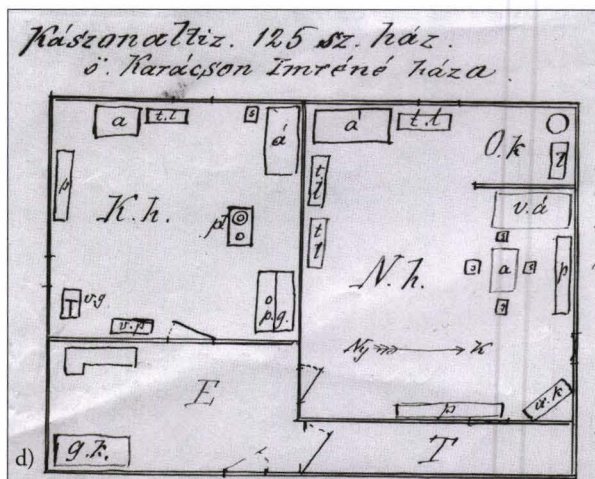 Kászonaltiz. 125 sz. ház.
ö. Karácson Imréné háza.
a
t.l
s
á
á
t.l
O.k
l
p
K.h.
t.l
v.á
p
t.l
s
s
a
s
s
p
N.h.
v.g.
v.p
p.g.
Ny
K
E
p
g.k.
T
d)